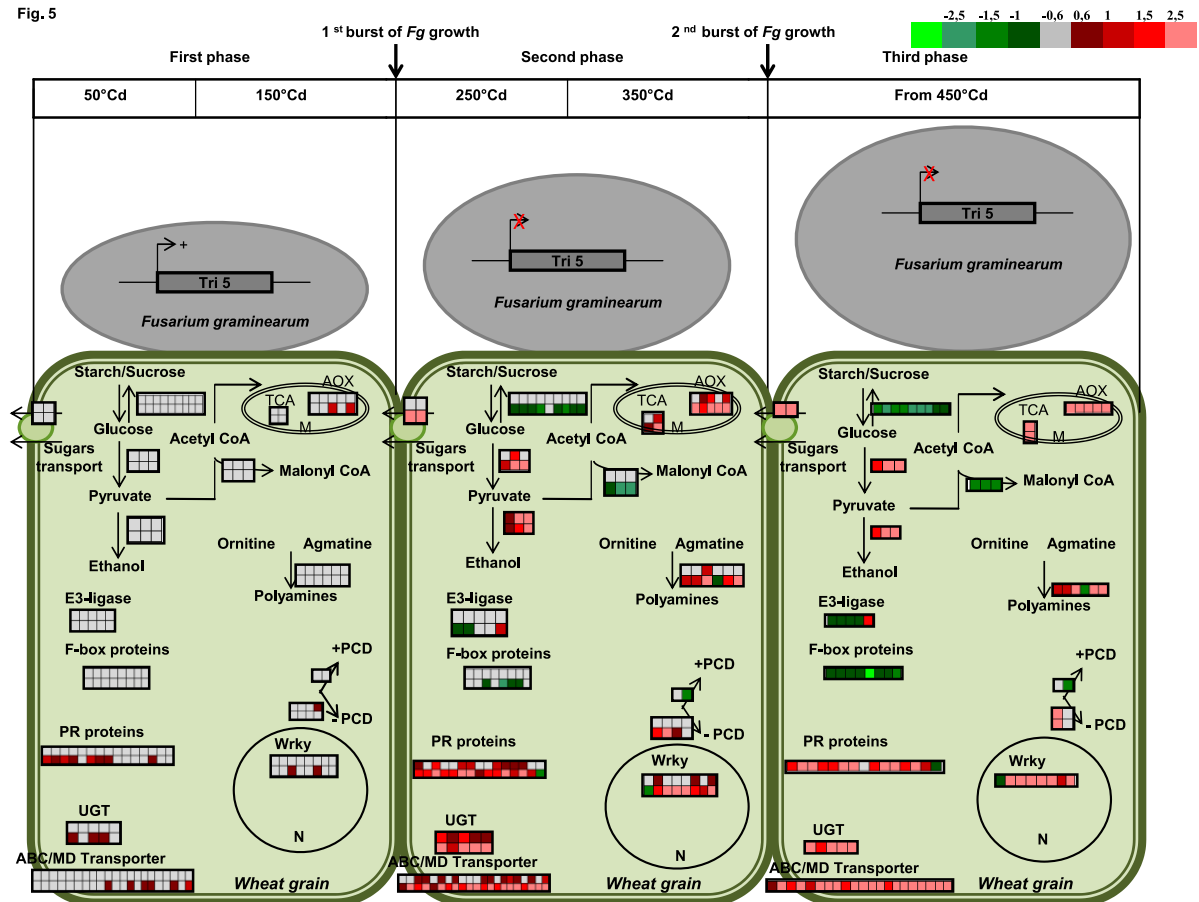 Fig. 5
-2,5 -1,5 -1 -0,6 0,6 1 1,5 2,5
1 st burst of Fg growth
2 nd burst of Fg growth
First phase
Second phase
Third phase
50°Cd
150°Cd
250°Cd
350°Cd
From 450°Cd
+
Tri 5
Fusarium graminearum
X
Tri 5
Fusarium graminearum
X
Tri 5
Fusarium graminearum
Starch/Sucrose
AOX
TCA
M
Glucose
Acetyl CoA
Sugars
transport
Malonyl CoA
Pyruvate
Ethanol
Ornitine
Agmatine
Polyamines
E3-ligase
F-box proteins
+PCD
- PCD
PR proteins
Wrky
UGT
N
ABC/MD Transporter
Wheat grain
Starch/Sucrose
AOX
TCA
M
Glucose
Acetyl CoA
Sugars
transport
Malonyl CoA
Pyruvate
Ethanol
Ornitine
Agmatine
Polyamines
E3-ligase
F-box proteins
+PCD
- PCD
PR proteins
Wrky
UGT
N
ABC/MD Transporter
Wheat grain
Starch/Sucrose
AOX
TCA
M
Glucose
Acetyl CoA
Sugars
transport
Malonyl CoA
Pyruvate
Ethanol
Ornitine
Agmatine
Polyamines
E3-ligase
F-box proteins
+PCD
- PCD
PR proteins
Wrky
UGT
N
ABC/MD Transporter
Wheat grain